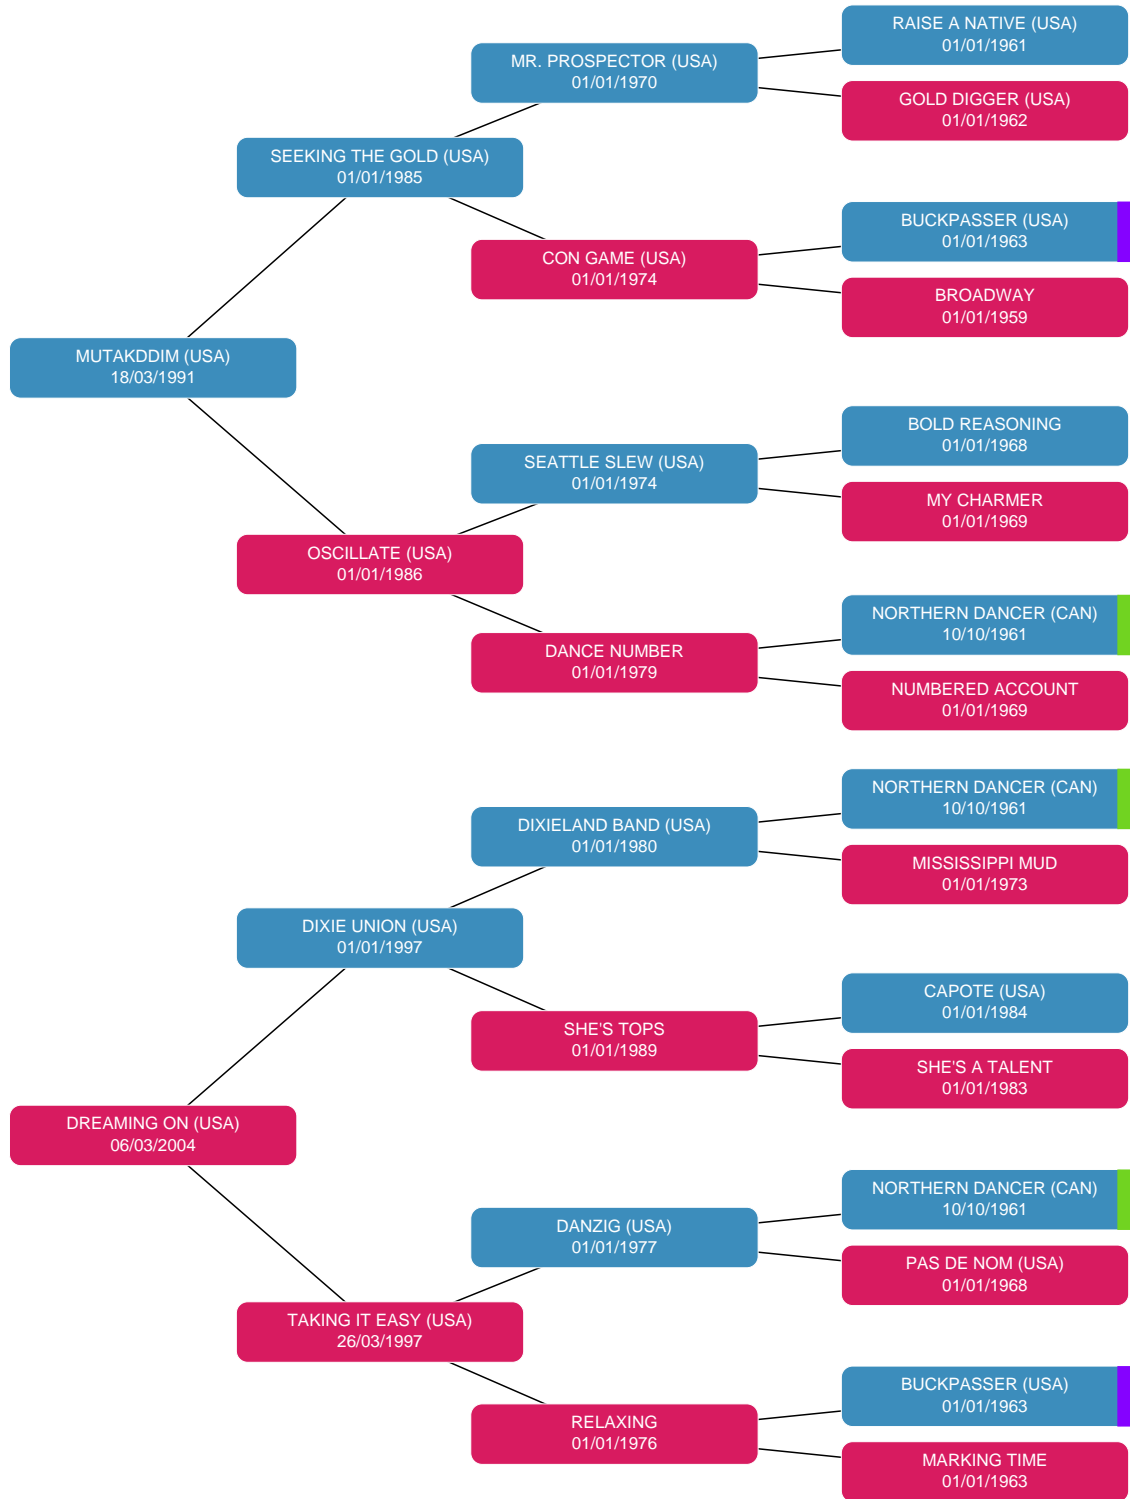 RAISE A NATIVE (USA)
01/01/1961
MR. PROSPECTOR (USA)
01/01/1970
GOLD DIGGER (USA)
01/01/1962
SEEKING THE GOLD (USA)
01/01/1985
BUCKPASSER (USA)
01/01/1963
CON GAME (USA)
01/01/1974
BROADWAY
01/01/1959
MUTAKDDIM (USA)
18/03/1991
BOLD REASONING
01/01/1968
SEATTLE SLEW (USA)
01/01/1974
MY CHARMER
01/01/1969
OSCILLATE (USA)
01/01/1986
NORTHERN DANCER (CAN)
10/10/1961
DANCE NUMBER
01/01/1979
NUMBERED ACCOUNT
01/01/1969
NORTHERN DANCER (CAN)
10/10/1961
DIXIELAND BAND (USA)
01/01/1980
MISSISSIPPI MUD
01/01/1973
DIXIE UNION (USA)
01/01/1997
CAPOTE (USA)
01/01/1984
SHE'S TOPS
01/01/1989
SHE'S A TALENT
01/01/1983
DREAMING ON (USA)
06/03/2004
NORTHERN DANCER (CAN)
10/10/1961
DANZIG (USA)
01/01/1977
PAS DE NOM (USA)
01/01/1968
TAKING IT EASY (USA)
26/03/1997
BUCKPASSER (USA)
01/01/1963
RELAXING
01/01/1976
MARKING TIME
01/01/1963